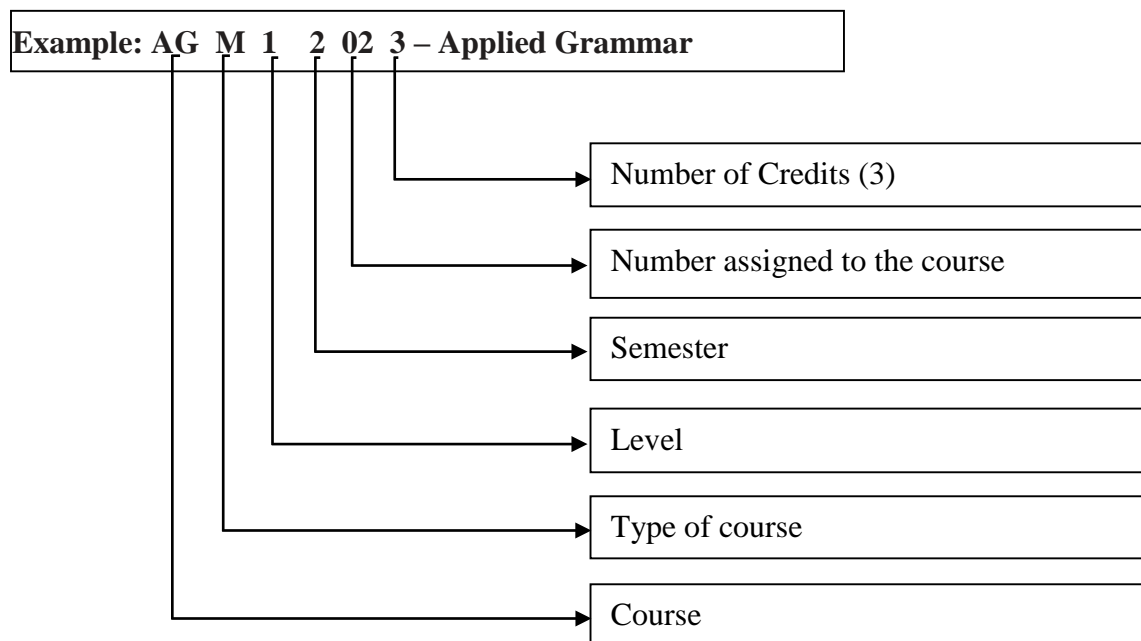 Example: AG M 1 2 02 3 – Applied Grammar
Number of Credits (3)
Number assigned to the course
Semester
Level
Type of course
Course